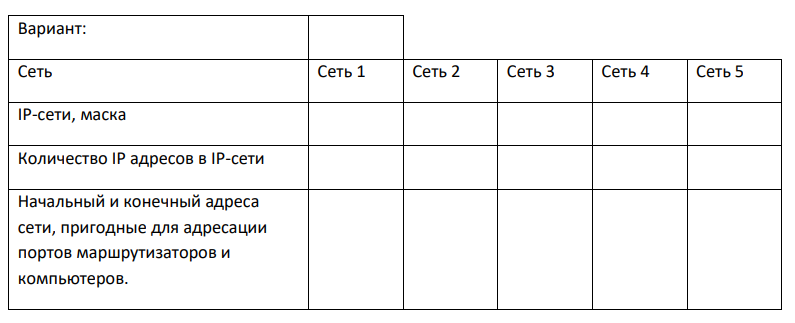 Вариант:
Сеть Сеть 1 Сеть 2 Сеть 3 Сеть 4 Сеть 5
IP-сети, маска
Количество IP адресов в IP-сети
Начальный и конечный адреса
сети, пригодные для адресации
портов маршрутизаторов и
компьютеров.